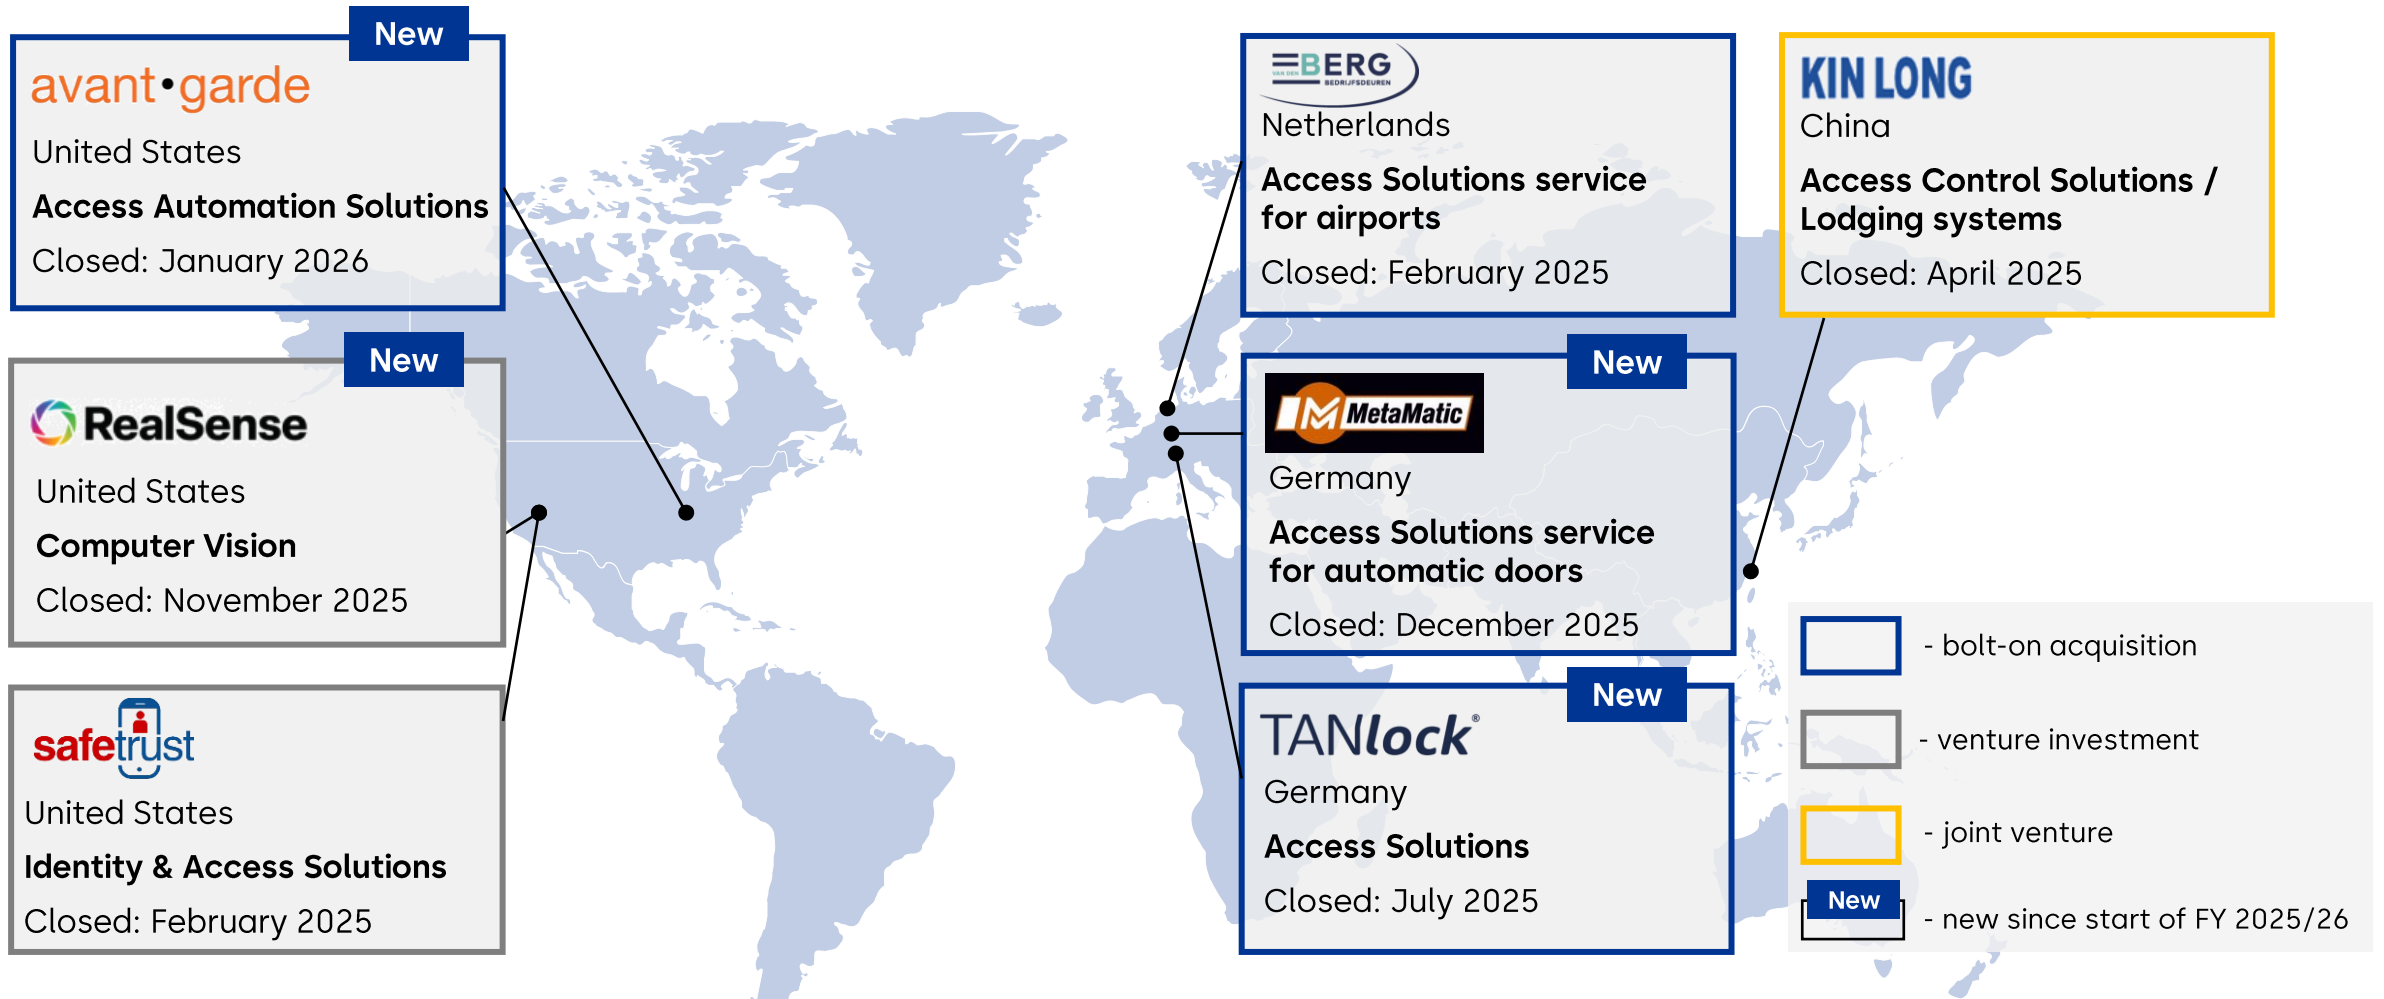 New
avant•garde
United States
Access Automation Solutions
Closed: January 2026
New
RealSense
United States
Computer Vision
Closed: November 2025
safetrust
United States
Identity & Access Solutions
Closed: February 2025
VAN DEN BERG
BEDRIJFSDEUREN
Netherlands
Access Solutions service
for airports
Closed: February 2025
New
MetaMatic
Germany
Access Solutions service
for automatic doors
Closed: December 2025
New
TANlock®
Germany
Access Solutions
Closed: July 2025
KIN LONG
China
Access Control Solutions /
Lodging systems
Closed: April 2025
- bolt-on acquisition
- venture investment
- joint venture
New
- new since start of FY 2025/26